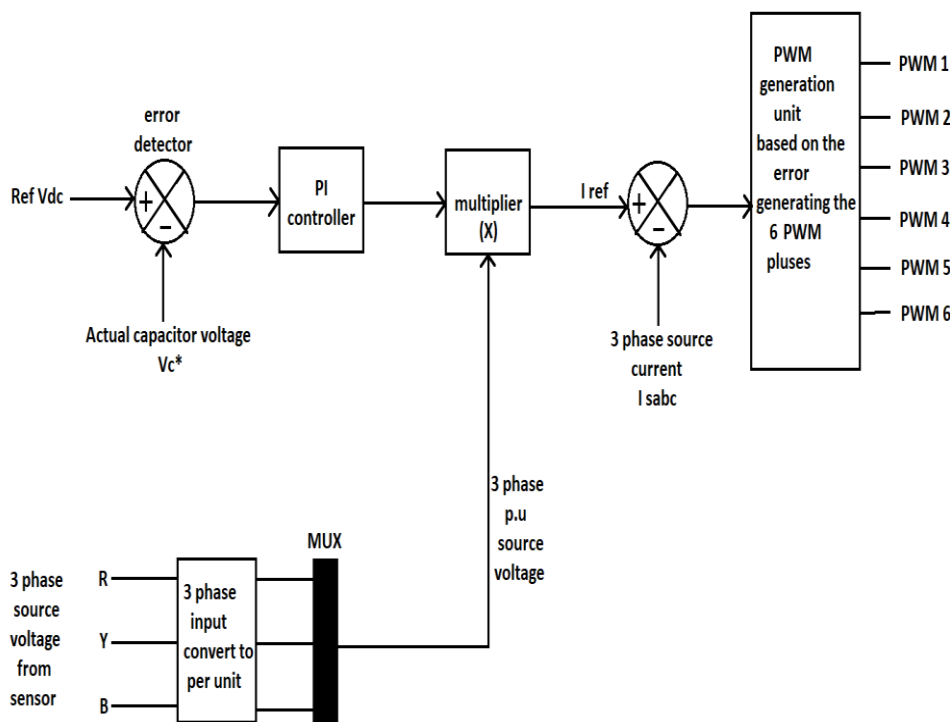 error
detector
Ref Vdc
+
−
Actual capacitor voltage
Vc*
PI
controller
multiplier
(X)
I ref
+
−
3 phase source
current
I sabc
PWM
generation
unit
based on the
error
generating the
6 PWM
pluses
PWM 1
PWM 2
PWM 3
PWM 4
PWM 5
PWM 6
3 phase
p.u
source
voltage
MUX
3 phase
source
voltage
from
sensor
R
Y
B
3 phase
input
convert to
per unit